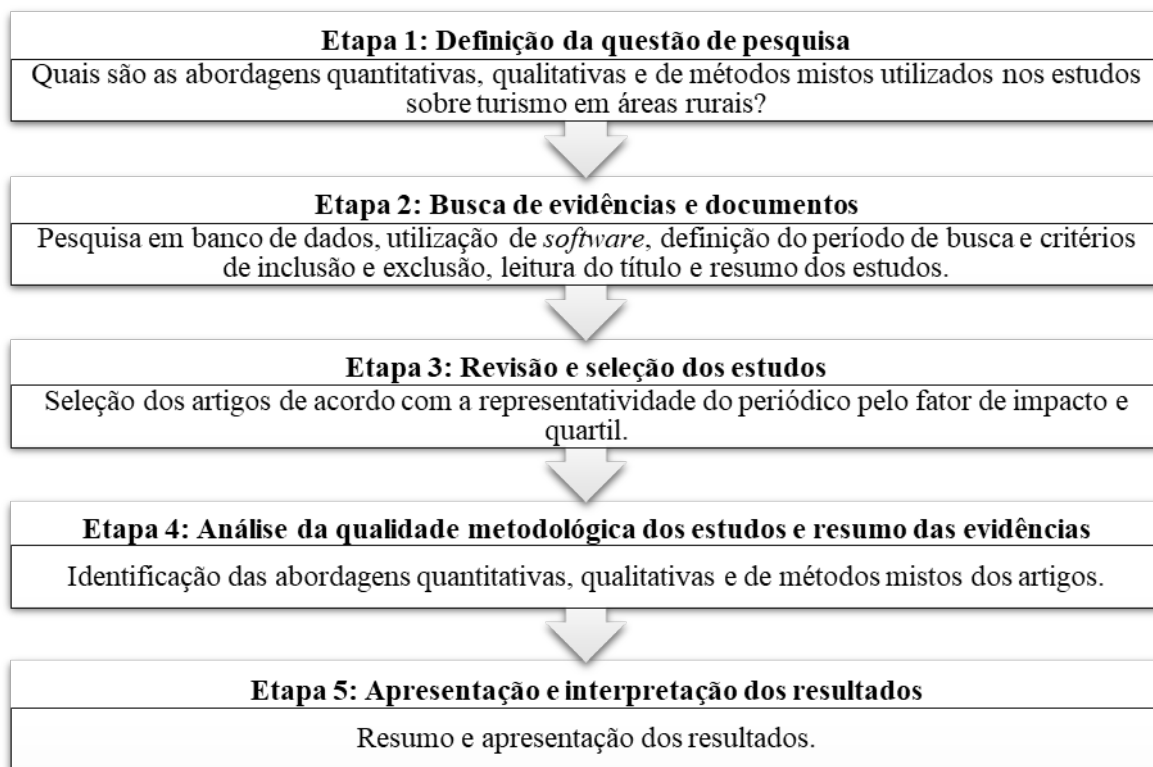 Etapa 1: Definição da questão de pesquisa
Quais são as abordagens quantitativas, qualitativas e de métodos mistos utilizados nos estudos
sobre turismo em áreas rurais?
Etapa 2: Busca de evidências e documentos
Pesquisa em banco de dados, utilização de software, definição do período de busca e critérios
de inclusão e exclusão, leitura do título e resumo dos estudos.
Etapa 3: Revisão e seleção dos estudos
Seleção dos artigos de acordo com a representatividade do periódico pelo fator de impacto e
quartil.
Etapa 4: Análise da qualidade metodológica dos estudos e resumo das evidências
Identificação das abordagens quantitativas, qualitativas e de métodos mistos dos artigos.
Etapa 5: Apresentação e interpretação dos resultados
Resumo e apresentação dos resultados.